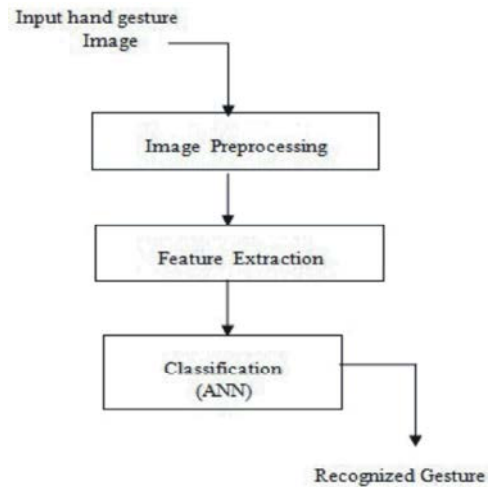 Input hand gesture
Image
Image Preprocessing
Feature Extraction
Classification
(ANN)
Recognized Gesture